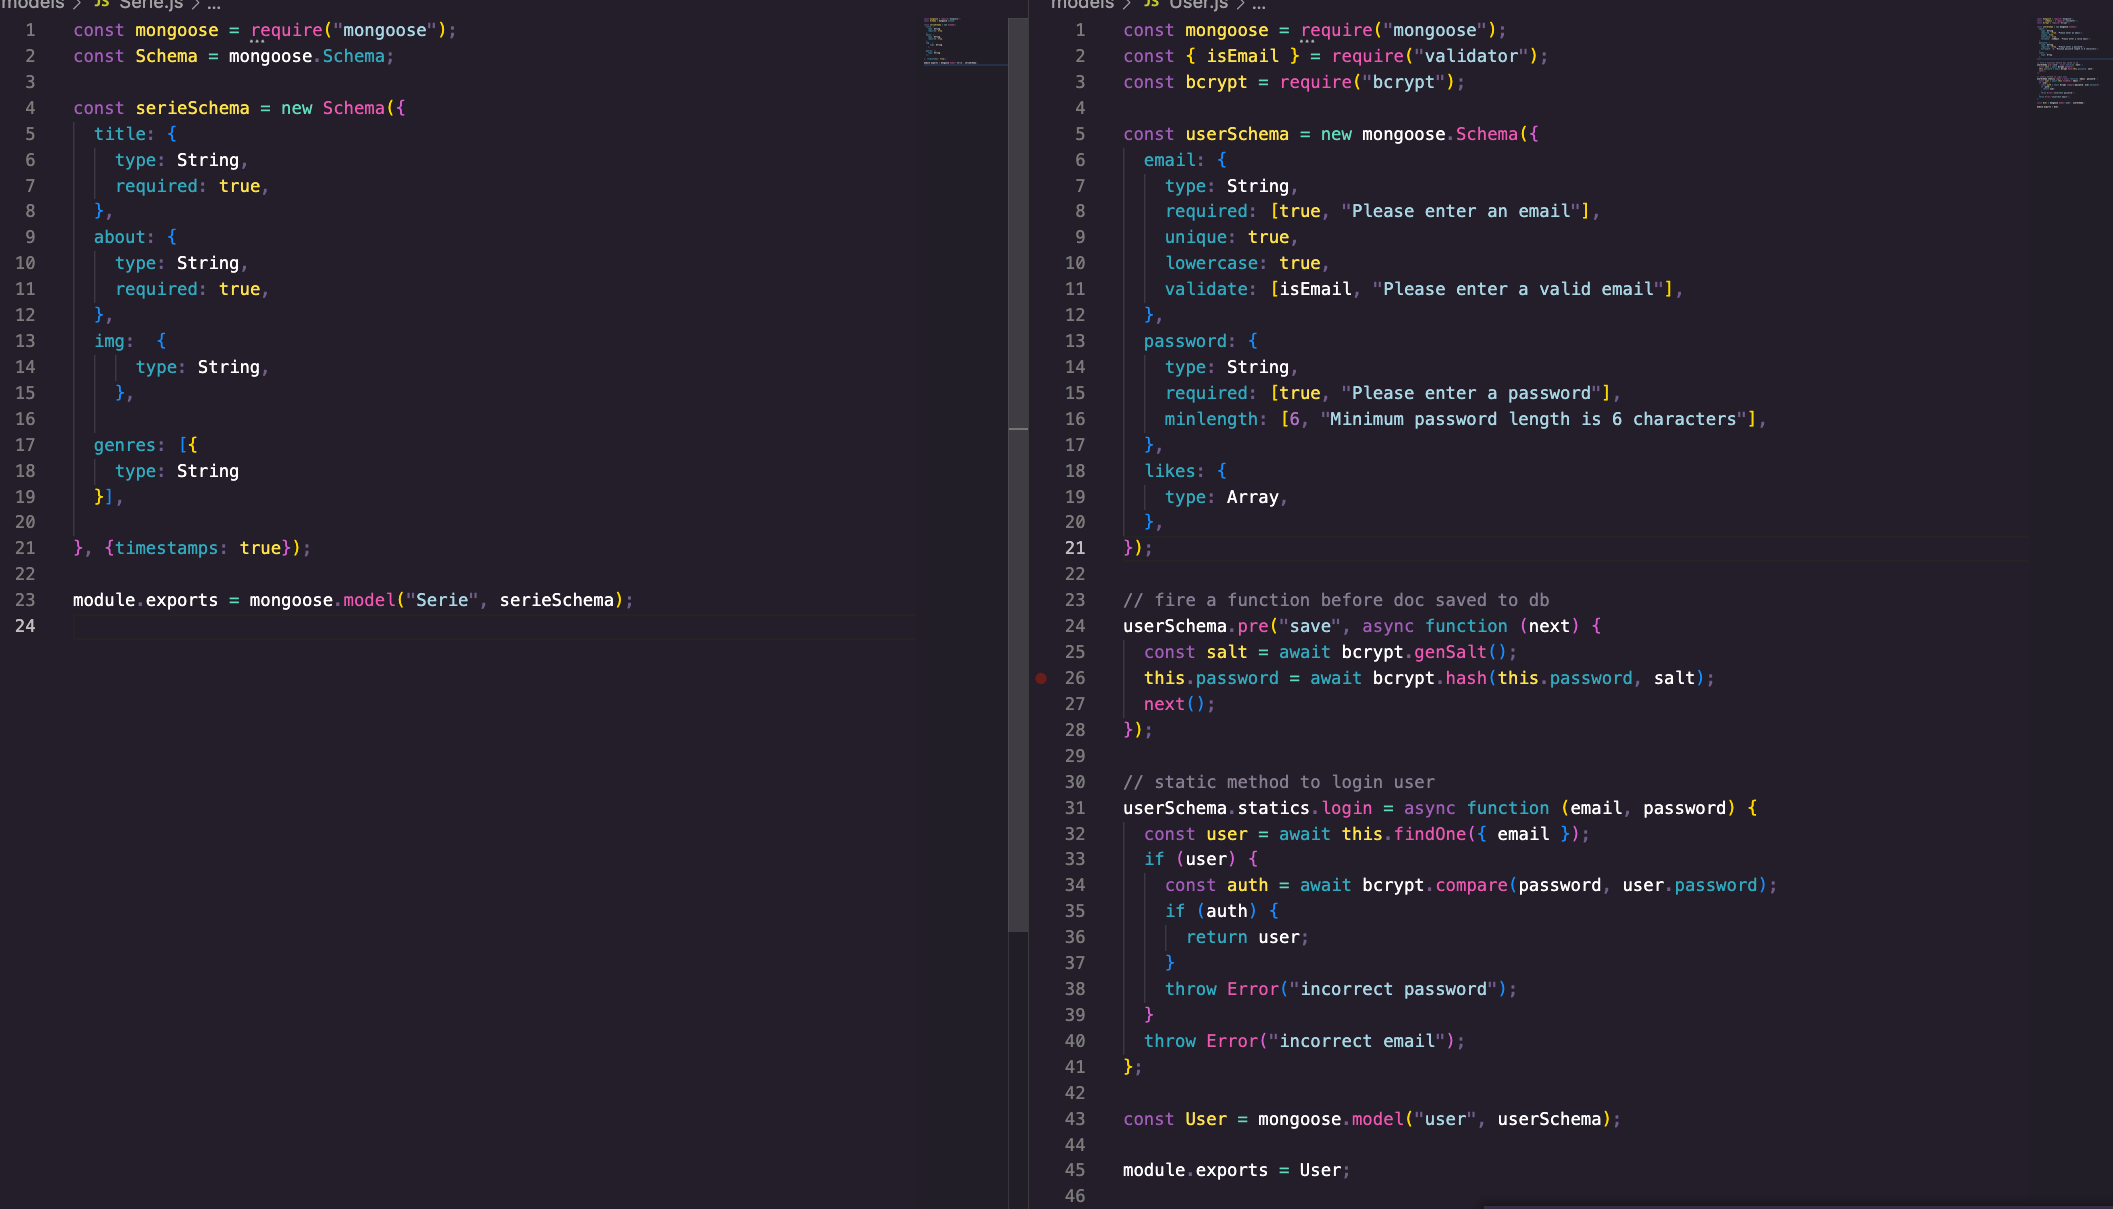 models > JS Serie.js > ...
1 const mongoose = require("mongoose");
2 const Schema = mongoose.Schema;
3
4 const serieSchema = new Schema({
5   title: {
6     type: String,
7     required: true,
8   },
9   about: {
10     type: String,
11     required: true,
12   },
13   img:  {
14       type: String,
15     },
16
17   genres: [{
18     type: String
19   }],
20
21 }, {timestamps: true});
22
23 module.exports = mongoose.model("Serie", serieSchema);
24
models > JS User.js > ...
1 const mongoose = require("mongoose");
2 const { isEmail } = require("validator");
3 const bcrypt = require("bcrypt");
4
5 const userSchema = new mongoose.Schema({
6   email: {
7     type: String,
8     required: [true, "Please enter an email"],
9     unique: true,
10     lowercase: true,
11     validate: [isEmail, "Please enter a valid email"],
12   },
13   password: {
14     type: String,
15     required: [true, "Please enter a password"],
16     minlength: [6, "Minimum password length is 6 characters"],
17   },
18   likes: {
19     type: Array,
20   },
21 });
22
23 // fire a function before doc saved to db
24 userSchema.pre("save", async function (next) {
25   const salt = await bcrypt.genSalt();
26   this.password = await bcrypt.hash(this.password, salt);
27   next();
28 });
29
30 // static method to login user
31 userSchema.statics.login = async function (email, password) {
32   const user = await this.findOne({ email });
33   if (user) {
34     const auth = await bcrypt.compare(password, user.password);
35     if (auth) {
36       return user;
37     }
38     throw Error("incorrect password");
39   }
40   throw Error("incorrect email");
41 };
42
43 const User = mongoose.model("user", userSchema);
44
45 module.exports = User;
46